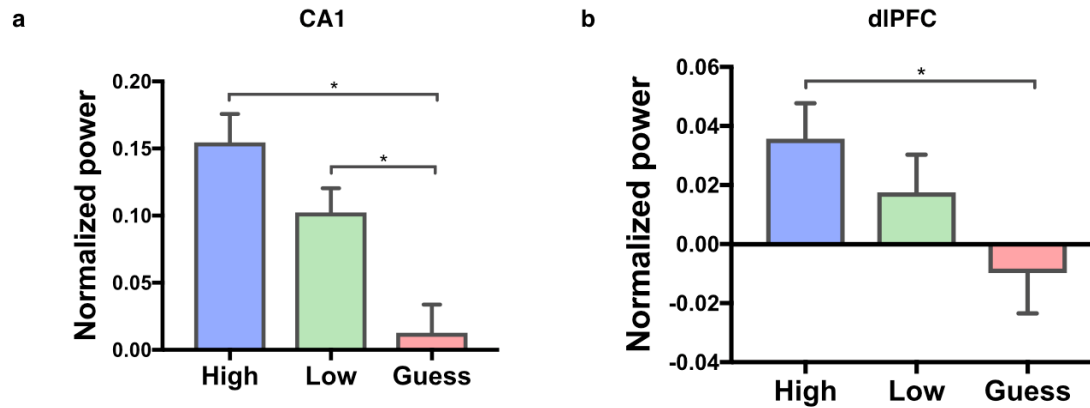 a
CA1
Normalized power
0.20
0.15
0.10
0.05
0.00
*
*
High Low Guess
b
dlPFC
Normalized power
0.06
0.04
0.02
0.00
-0.02
-0.04
*
High Low Guess